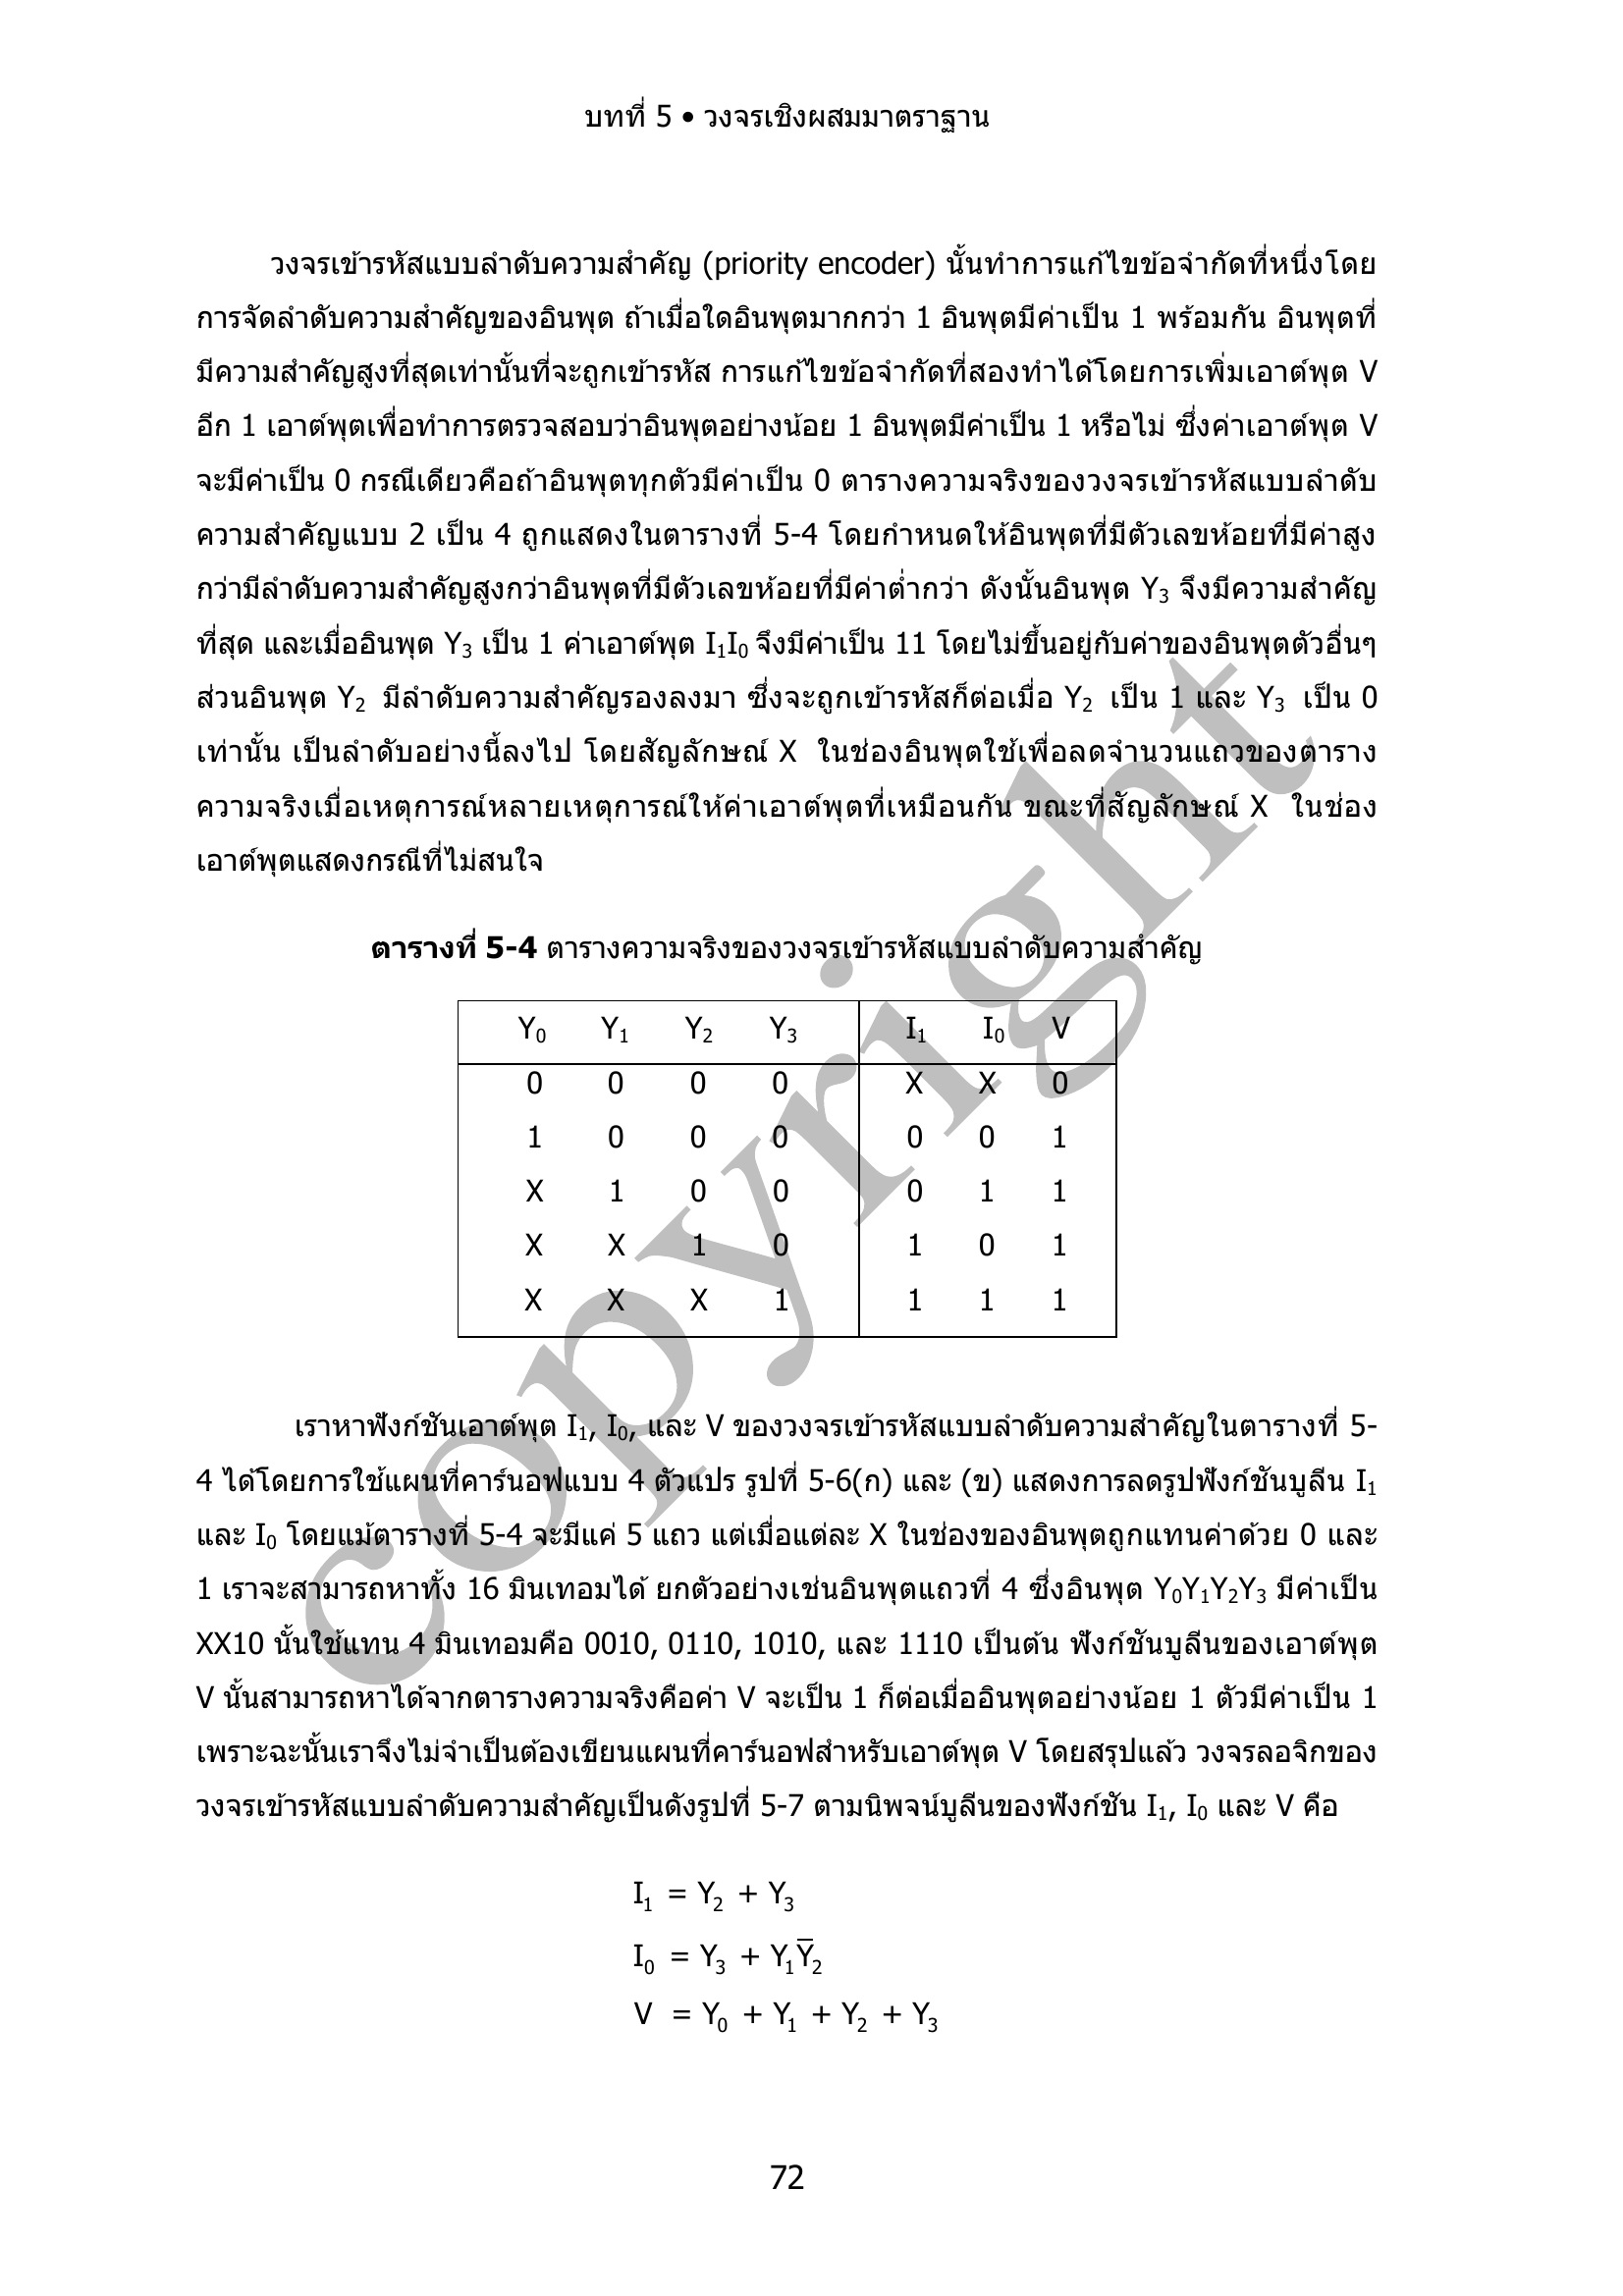 บทที่ 5 • วงจรเชิงผสมมาตราฐาน
วงจรเข้ารหัสแบบลำดับความสำคัญ (priority encoder) นั้นทำการแก้ไขข้อจำกัดที่หนึ่งโดย
การจัดลำดับความสำคัญของอินพุต ถ้าเมื่อใดอินพุตมากกว่า 1 อินพุตมีค่าเป็น 1 พร้อมกัน อินพุตที่
มีความสำคัญสูงที่สุดเท่านั้นที่จะถูกเข้ารหัส การแก้ไขข้อจำกัดที่สองทำได้โดยการเพิ่มเอาต์พุต V
อีก 1 เอาต์พุตเพื่อทำการตรวจสอบว่าอินพุตอย่างน้อย 1 อินพุตมีค่าเป็น 1 หรือไม่ ซึ่งค่าเอาต์พุต V
จะมีค่าเป็น 0 กรณีเดียวคือถ้าอินพุตทุกตัวมีค่าเป็น 0 ตารางความจริงของวงจรเข้ารหัสแบบลำดับ
ความสำคัญแบบ 2 เป็น 4 ถูกแสดงในตารางที่ 5-4 โดยกำหนดให้อินพุตที่มีตัวเลขห้อยที่มีค่าสูง
กว่ามีลำดับความสำคัญสูงกว่าอินพุตที่มีตัวเลขห้อยที่มีค่าต่ำกว่า ดังนั้นอินพุต Y₃ จึงมีความสำคัญ
ที่สุด และเมื่ออินพุต Y₃ เป็น 1 ค่าเอาต์พุต I₁I₀ จึงมีค่าเป็น 11 โดยไม่ขึ้นอยู่กับค่าของอินพุตตัวอื่นๆ
ส่วนอินพุต Y₂ มีลำดับความสำคัญรองลงมา ซึ่งจะถูกเข้ารหัสก็ต่อเมื่อ Y₂ เป็น 1 และ Y₃ เป็น 0
เท่านั้น เป็นลำดับอย่างนี้ลงไป โดยสัญลักษณ์ X ในช่องอินพุตใช้เพื่อลดจำนวนแถวของตาราง
ความจริงเมื่อเหตุการณ์หลายเหตุการณ์ให้ค่าเอาต์พุตที่เหมือนกัน ขณะที่สัญลักษณ์ X ในช่อง
เอาต์พุตแสดงกรณีที่ไม่สนใจ
ตารางที่ 5-4 ตารางความจริงของวงจรเข้ารหัสแบบลำดับความสำคัญ
Y₀ Y₁ Y₂ Y₃ I₁ I₀ V
0 0 0 0 X X 0
1 0 0 0 0 0 1
X 1 0 0 0 1 1
X X 1 0 1 0 1
X X X 1 1 1 1
เราหาฟังก์ชันเอาต์พุต I₁, I₀, และ V ของวงจรเข้ารหัสแบบลำดับความสำคัญในตารางที่ 5-
4 ได้โดยการใช้แผนที่คาร์นอฟแบบ 4 ตัวแปร รูปที่ 5-6(ก) และ (ข) แสดงการลดรูปฟังก์ชันบูลีน I₁
และ I₀ โดยแม้ตารางที่ 5-4 จะมีแค่ 5 แถว แต่เมื่อแต่ละ X ในช่องของอินพุตถูกแทนค่าด้วย 0 และ
1 เราจะสามารถหาทั้ง 16 มินเทอมได้ ยกตัวอย่างเช่นอินพุตแถวที่ 4 ซึ่งอินพุต Y₀Y₁Y₂Y₃ มีค่าเป็น
XX10 นั้นใช้แทน 4 มินเทอมคือ 0010, 0110, 1010, และ 1110 เป็นต้น ฟังก์ชันบูลีนของเอาต์พุต
V นั้นสามารถหาได้จากตารางความจริงคือค่า V จะเป็น 1 ก็ต่อเมื่ออินพุตอย่างน้อย 1 ตัวมีค่าเป็น 1
เพราะฉะนั้นเราจึงไม่จำเป็นต้องเขียนแผนที่คาร์นอฟสำหรับเอาต์พุต V โดยสรุปแล้ว วงจรลอจิกของ
วงจรเข้ารหัสแบบลำดับความสำคัญเป็นดังรูปที่ 5-7 ตามนิพจน์บูลีนของฟังก์ชัน I₁, I₀ และ V คือ
I₁ = Y₂ + Y₃
I₀ = Y₃ + Y₁Y̅₂
V = Y₀ + Y₁ + Y₂ + Y₃
72
copyright